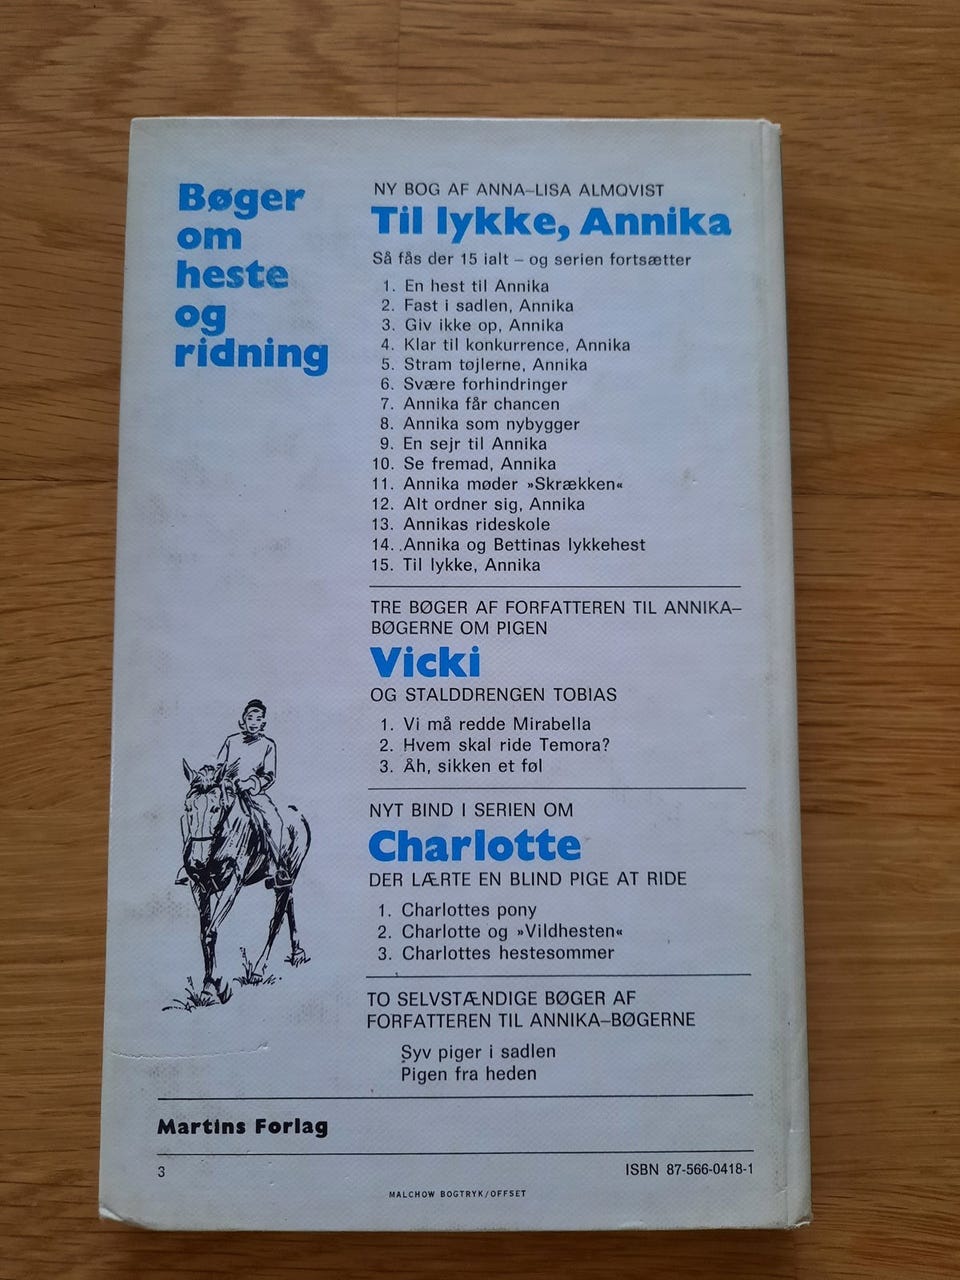 Bøger
om
heste
og
ridning
NY BOG AF ANNA-LISA ALMQVIST
Til lykke, Annika
Så fås der 15 ialt – og serien fortsætter
1. En hest til Annika
2. Fast i sadlen, Annika
3. Giv ikke op, Annika
4. Klar til konkurrence, Annika
5. Stram tøjlerne, Annika
6. Svære forhindringer
7. Annika får chancen
8. Annika som nybygger
9. En sejr til Annika
10. Se fremad, Annika
11. Annika møder »Skrækken«
12. Alt ordner sig, Annika
13. Annikas rideskole
14. Annika og Bettinas lykkehest
15. Til lykke, Annika
TRE BØGER AF FORFATTEREN TIL ANNIKA-
BØGERNE OM PIGEN
Vicki
OG STALDDRENGEN TOBIAS
1. Vi må redde Mirabella
2. Hvem skal ride Temora?
3. Åh, sikken et føl
NYT BIND I SERIEN OM
Charlotte
DER LÆRTE EN BLIND PIGE AT RIDE
1. Charlottes pony
2. Charlotte og »Vildhesten«
3. Charlottes hestesommer
TO SELVSTÆNDIGE BØGER AF
FORFATTEREN TIL ANNIKA-BØGERNE
Syv piger i sadlen
Pigen fra heden
Martins Forlag
3
ISBN 87-566-0418-1
MALCHOW BOGTRYK/OFFSET